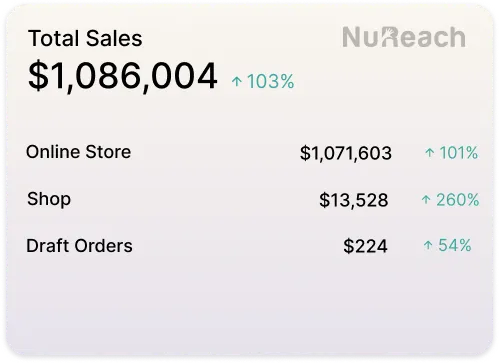 Total Sales NuReach
$1,086,004 ↑ 103%
Online Store $1,071,603 ↑ 101%
Shop $13,528 ↑ 260%
Draft Orders $224 ↑ 54%